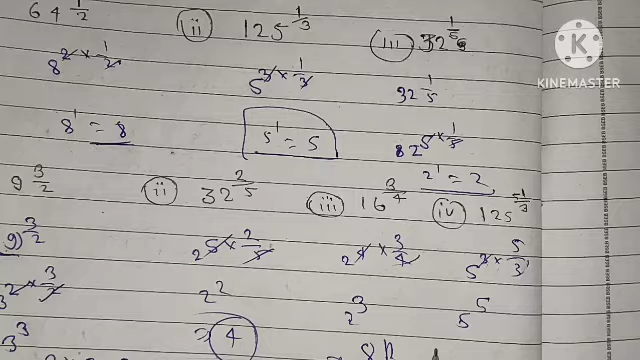 64^{1/2} (ii) 125^{1/3} (iii) 32^{1/5}
8^{2×1/2} 5^{3×1/3} 32^{1/5}
8^1 = 8 5^1 = 5 2^{5×1/5}
2^1 = 2
9^{3/2} (ii) 32^{2/5} (iii) 16^{3/4} (iv) 125^{-1/3}
9)^{3/2} 2^{5×2/5} 2^{4×3/4} 5^{3×5/3}
3^{2×3/2} 2^2 2^3 5^5
3^3 = 4 = 8
KINEMASTER